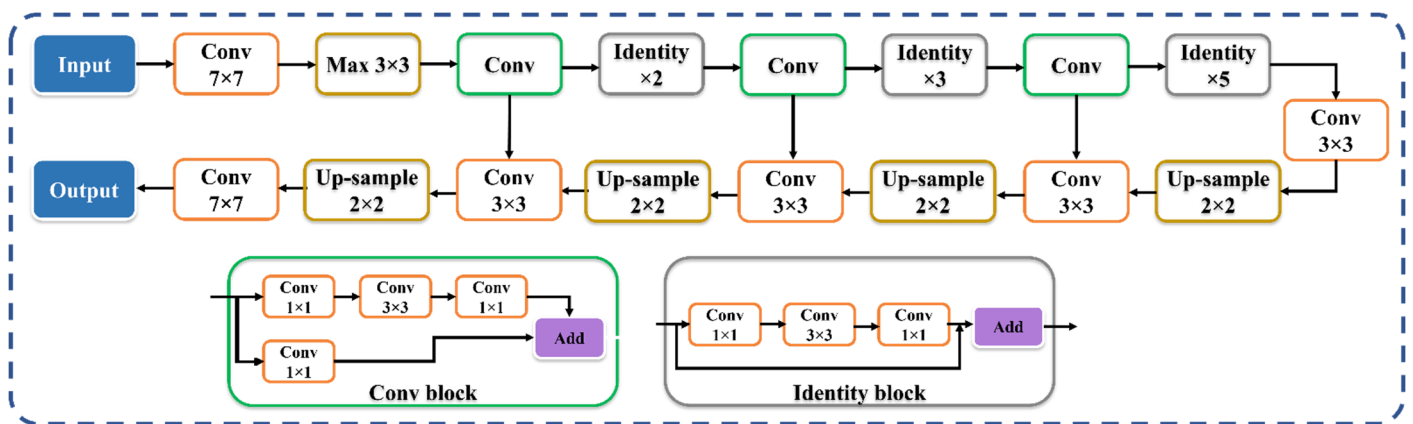 Input
Conv
7×7
Max 3×3
Conv
Identity
×2
Conv
Identity
×3
Conv
Identity
×5
Conv
3×3
Output
Conv
7×7
Up-sample
2×2
Conv
3×3
Up-sample
2×2
Conv
3×3
Up-sample
2×2
Conv
3×3
Up-sample
2×2
Conv
1×1
Conv
3×3
Conv
1×1
Add
Conv
1×1
Conv block
Conv
1×1
Conv
3×3
Conv
1×1
Add
Identity block